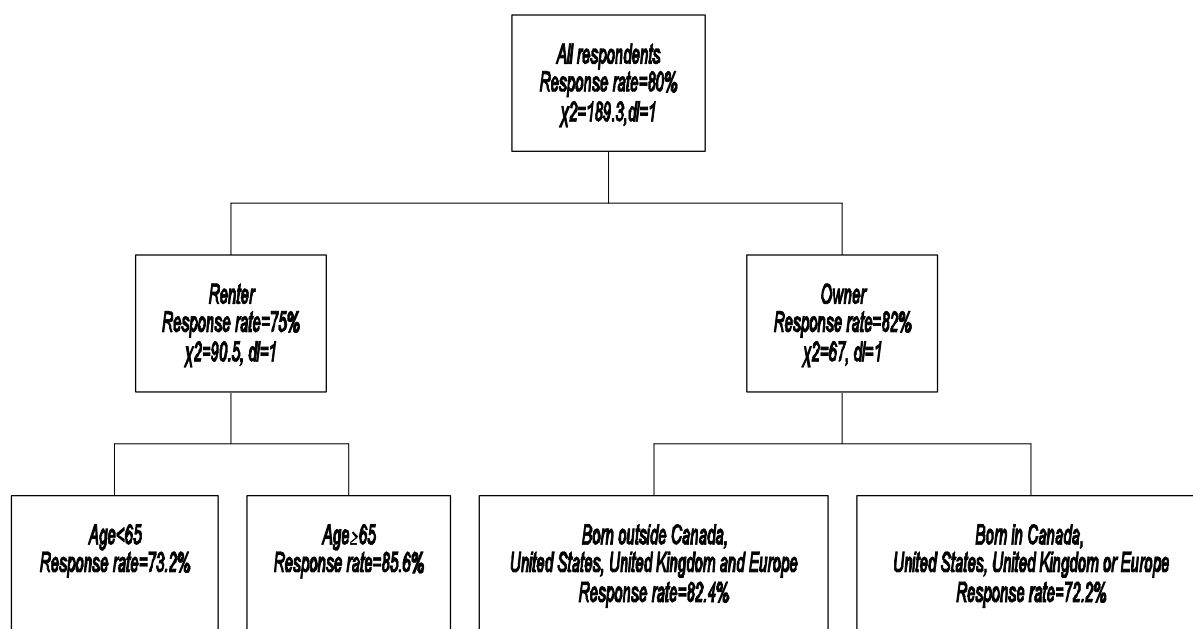 All respondents
Response rate=80%
χ2=189.3,dl=1
Renter
Response rate=75%
χ2=90.5, dl=1
Owner
Response rate=82%
χ2=67, dl=1
Age<65
Response rate=73.2%
Age≥65
Response rate=85.6%
Born outside Canada,
United States, United Kingdom and Europe
Response rate=82.4%
Born in Canada,
United States, United Kingdom or Europe
Response rate=72.2%